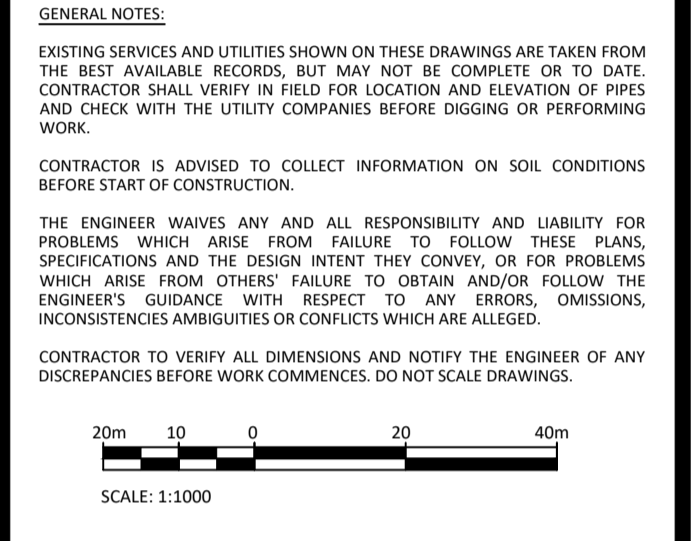 GENERAL NOTES:
EXISTING SERVICES AND UTILITIES SHOWN ON THESE DRAWINGS ARE TAKEN FROM
THE BEST AVAILABLE RECORDS, BUT MAY NOT BE COMPLETE OR TO DATE.
CONTRACTOR SHALL VERIFY IN FIELD FOR LOCATION AND ELEVATION OF PIPES
AND CHECK WITH THE UTILITY COMPANIES BEFORE DIGGING OR PERFORMING
WORK.
CONTRACTOR IS ADVISED TO COLLECT INFORMATION ON SOIL CONDITIONS
BEFORE START OF CONSTRUCTION.
THE ENGINEER WAIVES ANY AND ALL RESPONSIBILITY AND LIABILITY FOR
PROBLEMS WHICH ARISE FROM FAILURE TO FOLLOW THESE PLANS,
SPECIFICATIONS AND THE DESIGN INTENT THEY CONVEY, OR FOR PROBLEMS
WHICH ARISE FROM OTHERS' FAILURE TO OBTAIN AND/OR FOLLOW THE
ENGINEER'S GUIDANCE WITH RESPECT TO ANY ERRORS, OMISSIONS,
INCONSISTENCIES AMBIGUITIES OR CONFLICTS WHICH ARE ALLEGED.
CONTRACTOR TO VERIFY ALL DIMENSIONS AND NOTIFY THE ENGINEER OF ANY
DISCREPANCIES BEFORE WORK COMMENCES. DO NOT SCALE DRAWINGS.
20m 10 0 20 40m
SCALE: 1:1000